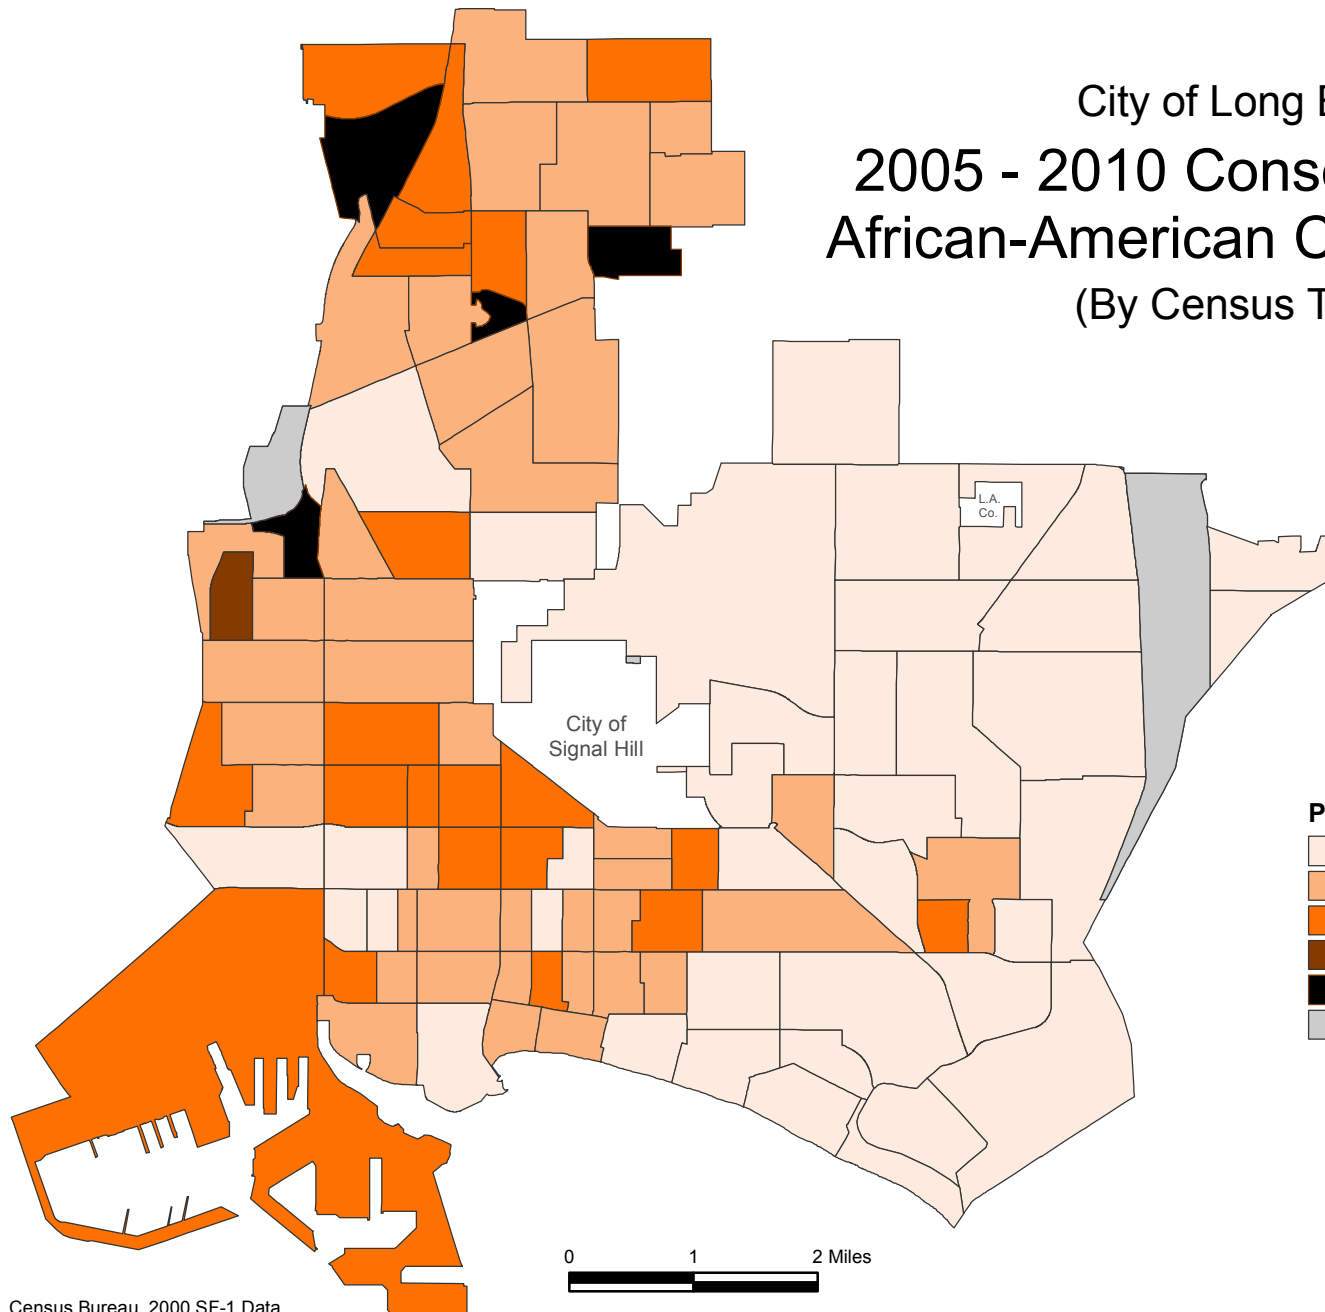 City of Long
2005 - 2010
African-American
(By Census
L.A.
Co.
City of
Signal Hill
P
0 1 2 Miles
Census Bureau, 2000 SF-1 Data